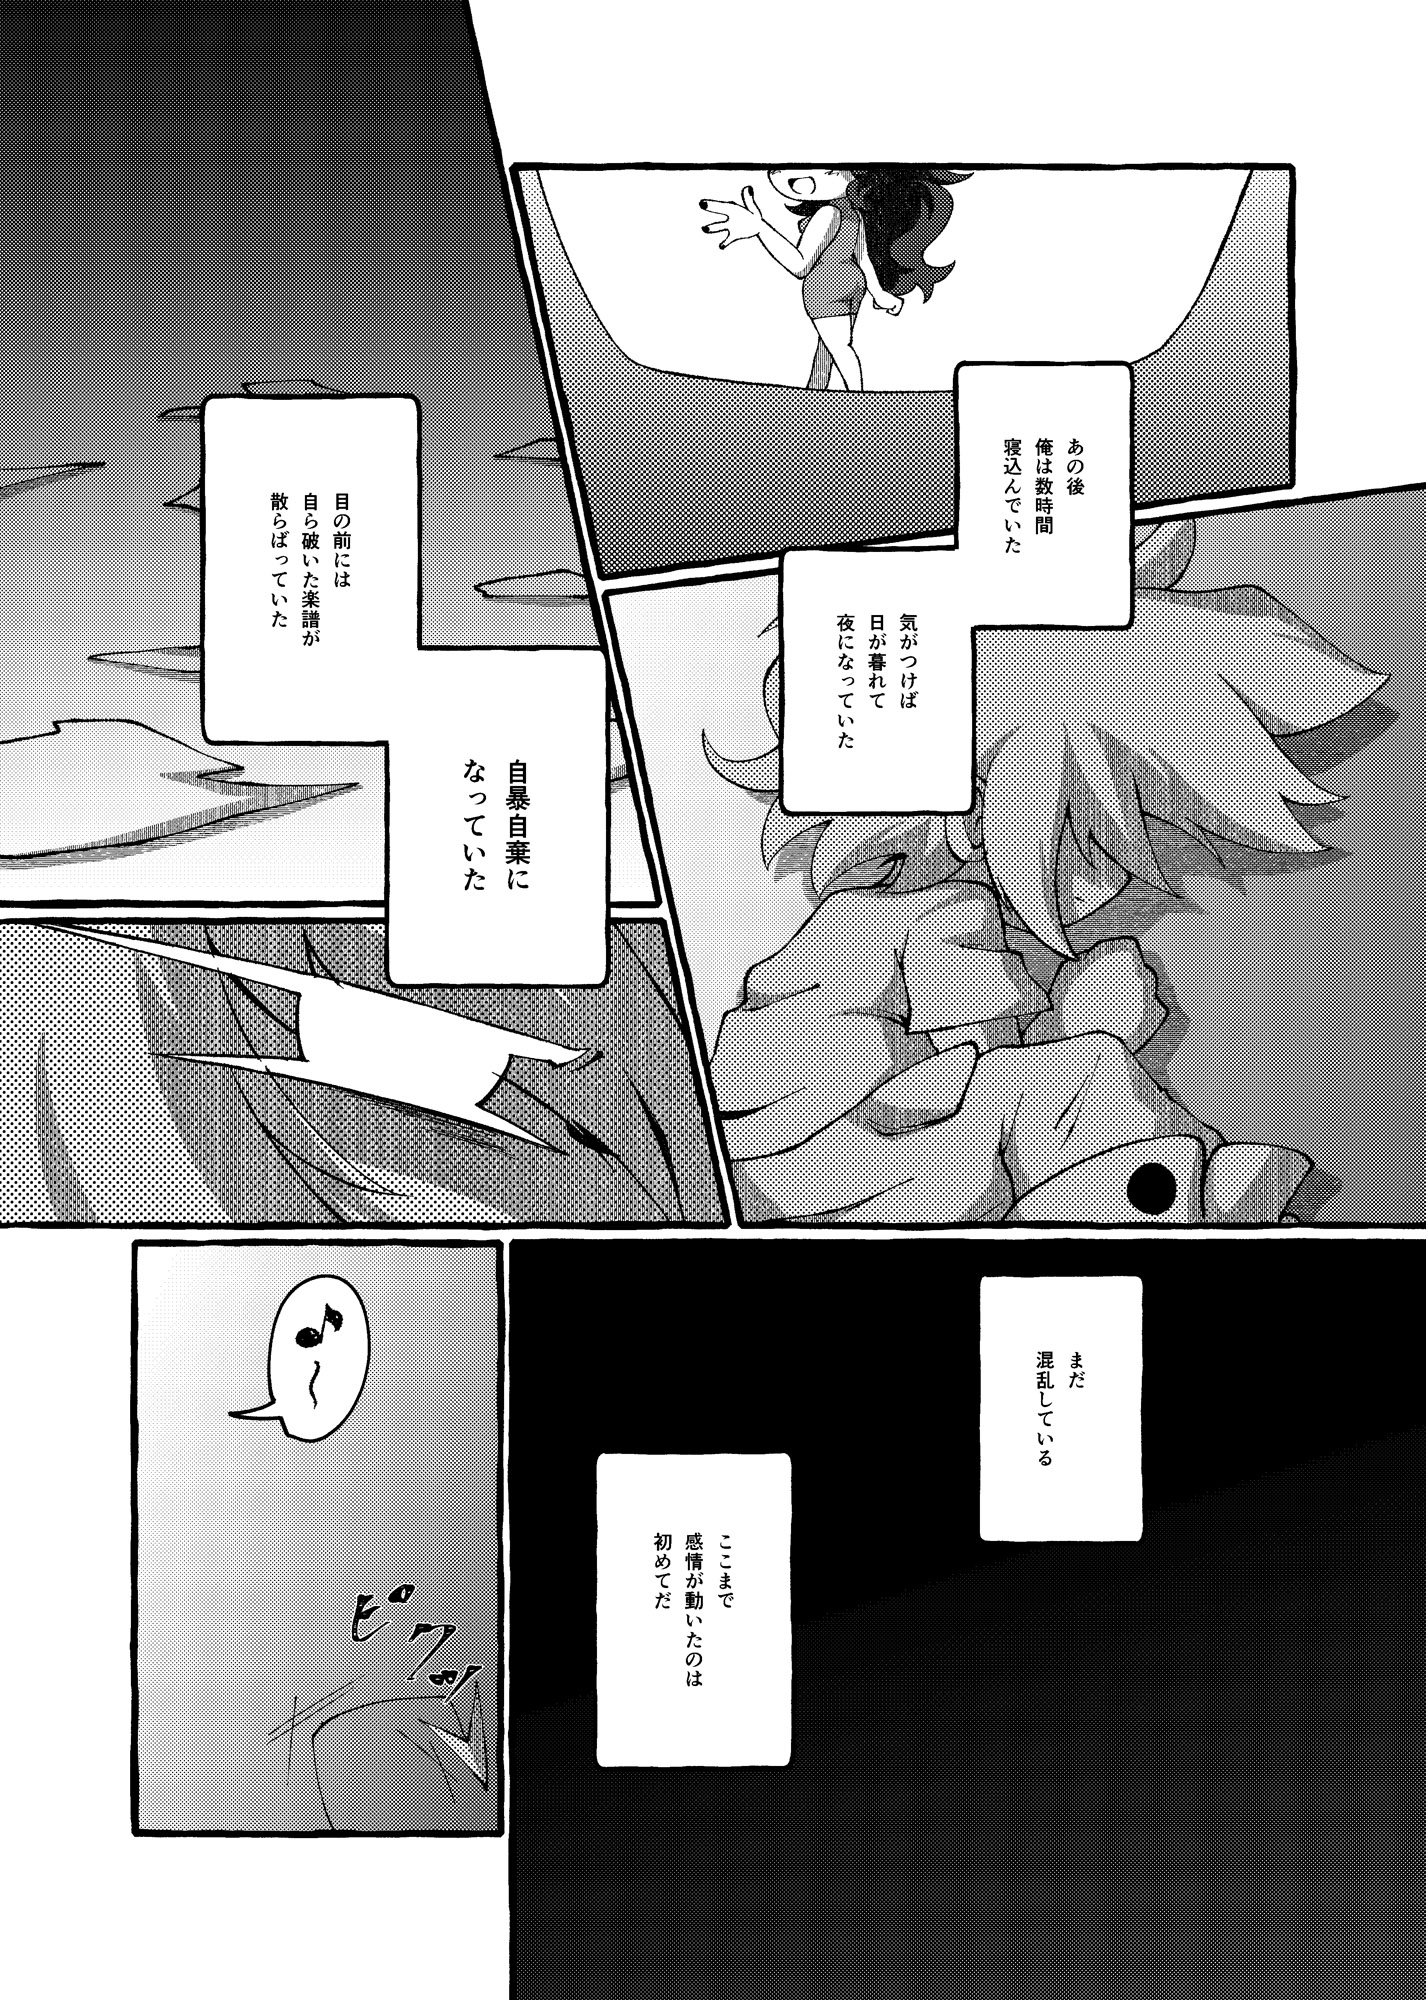 あの後
俺は数時間
寝込んでいた
気がつけば
日が暮れて
夜になっていた
目の前には
自ら破いた楽譜が
散らばっていた
自暴自棄に
なっていた
まだ
混乱している
ここまで
感情が動いたのは
初めてだ
♪〜
ピクッ